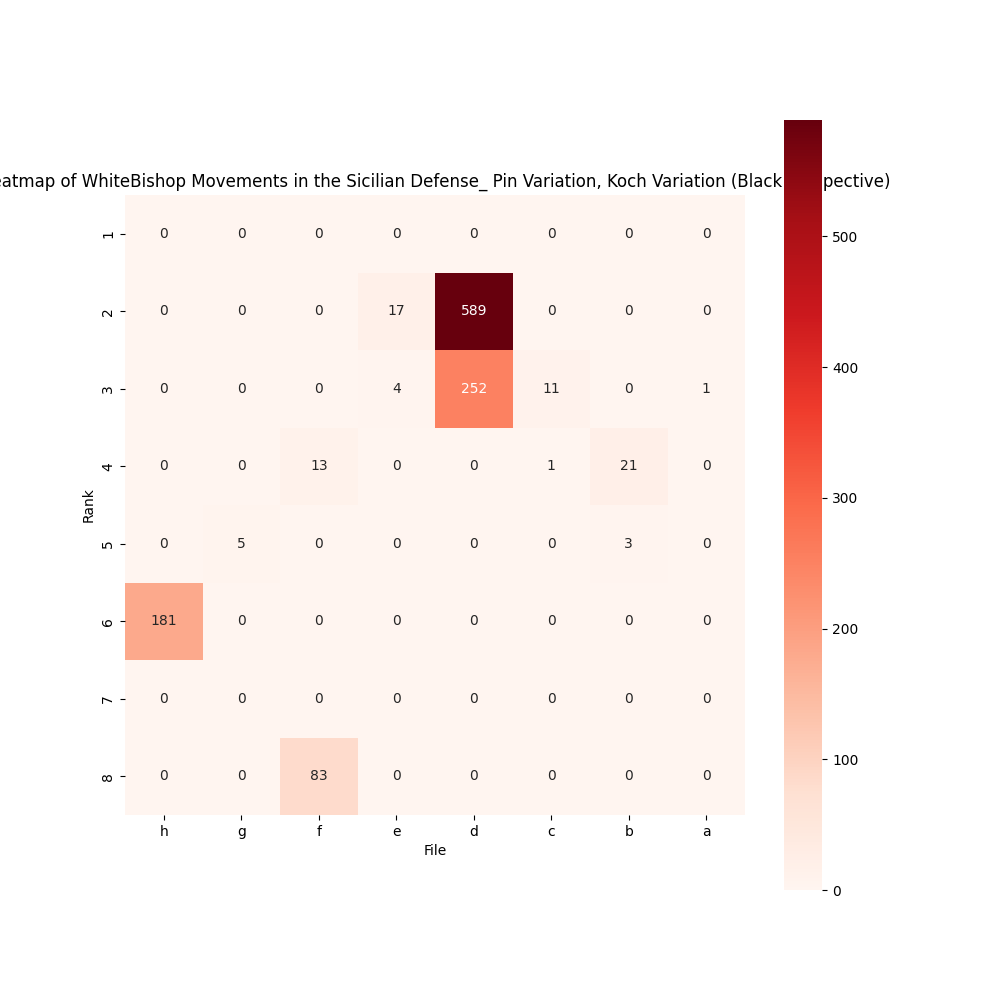 eatmap of WhiteBishop Movements in the Sicilian Defense_ Pin Variation, Koch Variation (Black pective)
500
400
300
200
100
0
Rank
1 0 0 0 0 0 0 0 0
2 0 0 0 17 589 0 0 0
3 0 0 0 4 252 11 0 1
4 0 0 13 0 0 1 21 0
5 0 5 0 0 0 0 3 0
6 181 0 0 0 0 0 0 0
7 0 0 0 0 0 0 0 0
8 0 0 83 0 0 0 0 0
h g f e d c b a
File